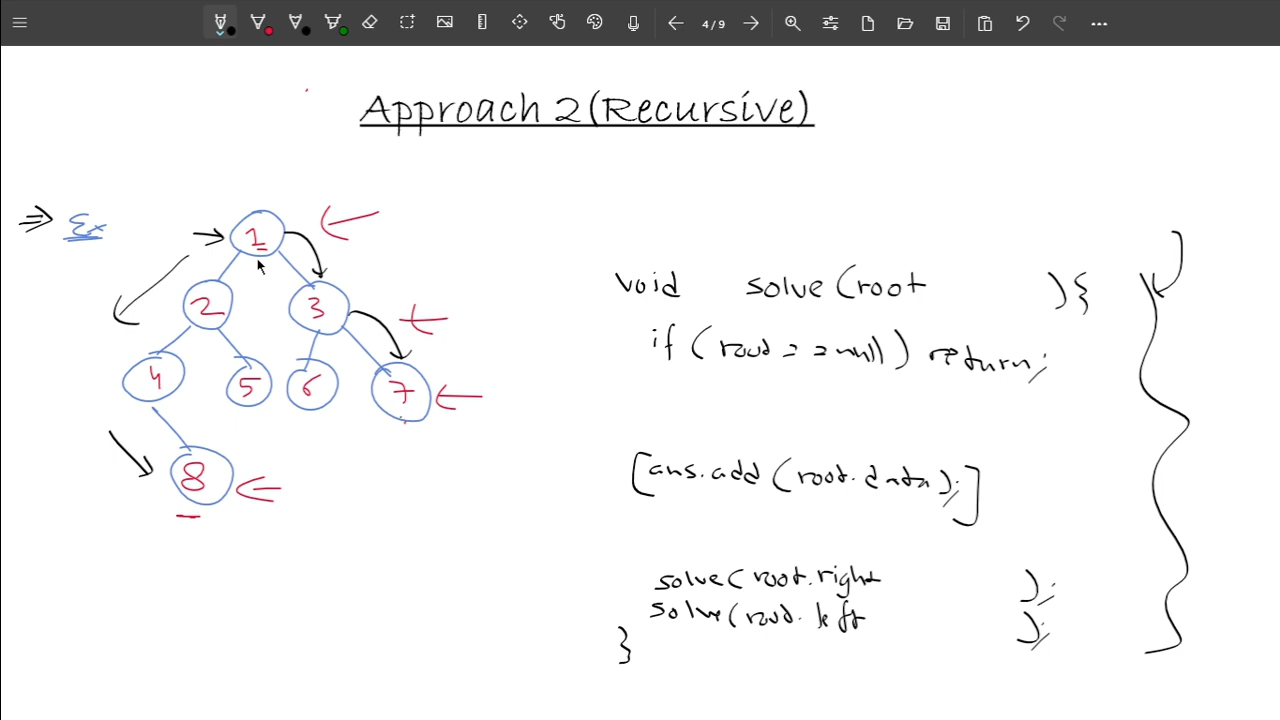 4/9
Approach 2(Recursive)
⇒ Ex
1
2 3
4 5 6 7
8
void solve(root ){
if(root==null) return;
[ans.add(root.data);]
solve(root.right );
solve(root.left );
}